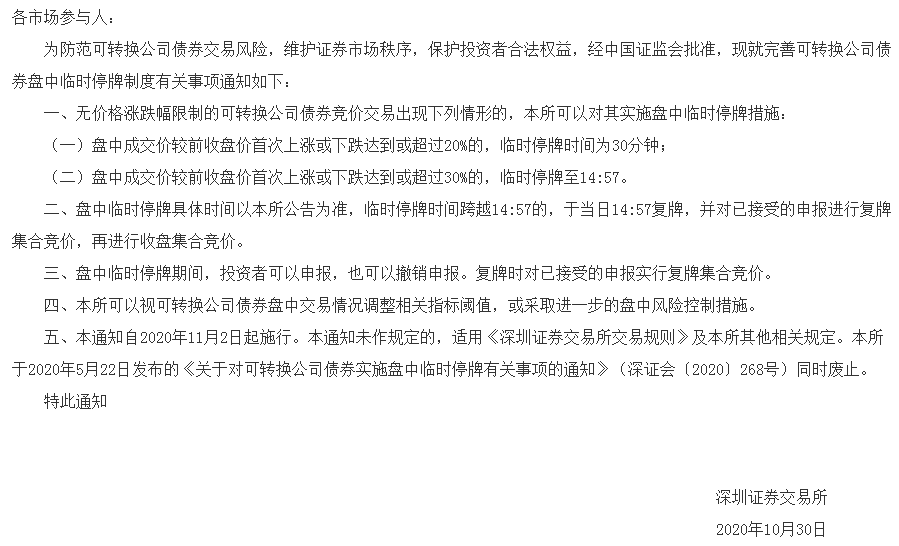 各市场参与人：
为防范可转换公司债券交易风险，维护证券市场秩序，保护投资者合法权益，经中国证监会批准，现就完善可转换公司债
券盘中临时停牌制度有关事项通知如下：
一、无价格涨跌幅限制的可转换公司债券竞价交易出现下列情形的，本所可以对其实施盘中临时停牌措施：
（一）盘中成交价较前收盘价首次上涨或下跌达到或超过20%的，临时停牌时间为30分钟；
（二）盘中成交价较前收盘价首次上涨或下跌达到或超过30%的，临时停牌至14:57。
二、盘中临时停牌具体时间以本所公告为准，临时停牌时间跨越14:57的，于当日14:57复牌，并对已接受的申报进行复牌
集合竞价，再进行收盘集合竞价。
三、盘中临时停牌期间，投资者可以申报，也可以撤销申报。复牌时对已接受的申报实行复牌集合竞价。
四、本所可以视可转换公司债券盘中交易情况调整相关指标阈值，或采取进一步的盘中风险控制措施。
五、本通知自2020年11月2日起施行。本通知未作规定的，适用《深圳证券交易所交易规则》及本所其他相关规定。本所
于2020年5月22日发布的《关于对可转换公司债券实施盘中临时停牌有关事项的通知》（深证会〔2020〕268号）同时废止。
特此通知
深圳证券交易所
2020年10月30日